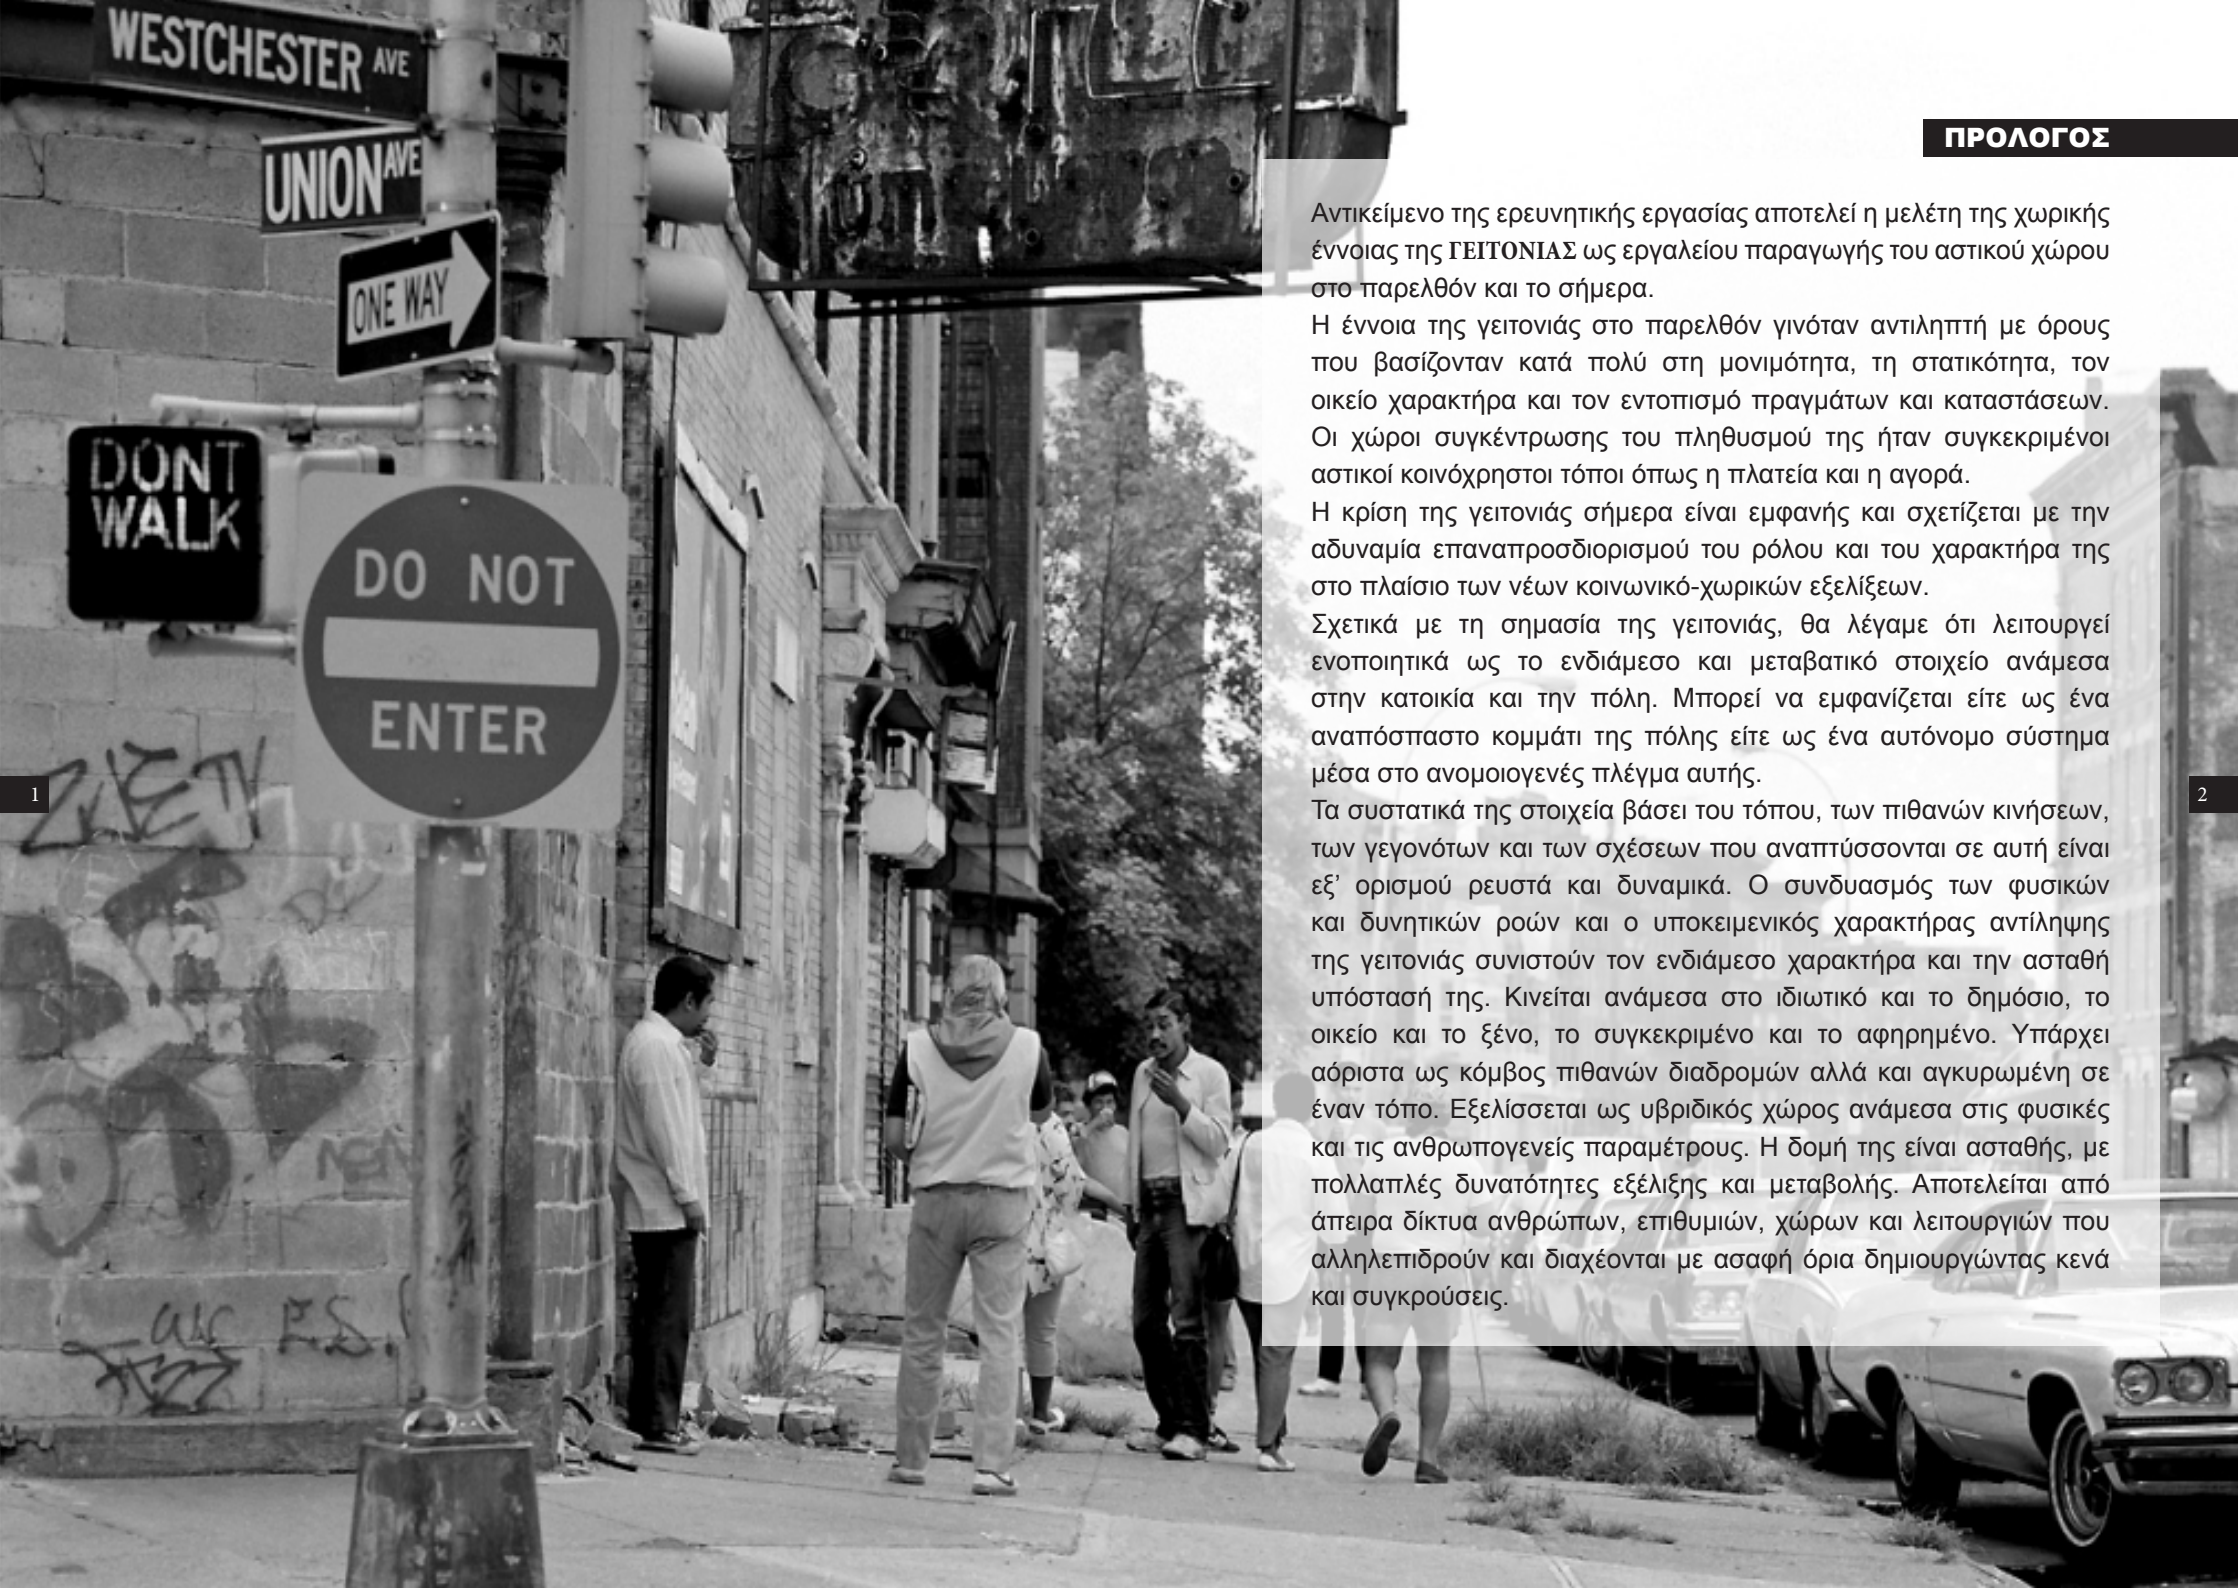 WESTCHESTER AVE
UNION AVE
ONE WAY
DONT
WALK
DO NOT
ENTER
1
ΠΡΟΛΟΓΟΣ
Αντικείμενο της ερευνητικής εργασίας αποτελεί η μελέτη της χωρικής
έννοιας της ΓΕΙΤΟΝΙΑΣ ως εργαλείου παραγωγής του αστικού χώρου
στο παρελθόν και το σήμερα.
Η έννοια της γειτονιάς στο παρελθόν γινόταν αντιληπτή με όρους
που βασίζονταν κατά πολύ στη μονιμότητα, τη στατικότητα, τον
οικείο χαρακτήρα και τον εντοπισμό πραγμάτων και καταστάσεων.
Οι χώροι συγκέντρωσης του πληθυσμού της ήταν συγκεκριμένοι
αστικοί κοινόχρηστοι τόποι όπως η πλατεία και η αγορά.
Η κρίση της γειτονιάς σήμερα είναι εμφανής και σχετίζεται με την
αδυναμία επαναπροσδιορισμού του ρόλου και του χαρακτήρα της
στο πλαίσιο των νέων κοινωνικό-χωρικών εξελίξεων.
Σχετικά με τη σημασία της γειτονιάς, θα λέγαμε ότι λειτουργεί
ενοποιητικά ως το ενδιάμεσο και μεταβατικό στοιχείο ανάμεσα
στην κατοικία και την πόλη. Μπορεί να εμφανίζεται είτε ως ένα
αναπόσπαστο κομμάτι της πόλης είτε ως ένα αυτόνομο σύστημα
μέσα στο ανομοιογενές πλέγμα αυτής.
Τα συστατικά της στοιχεία βάσει του τόπου, των πιθανών κινήσεων,
των γεγονότων και των σχέσεων που αναπτύσσονται σε αυτή είναι
εξ’ ορισμού ρευστά και δυναμικά. Ο συνδυασμός των φυσικών
και δυνητικών ροών και ο υποκειμενικός χαρακτήρας αντίληψης
της γειτονιάς συνιστούν τον ενδιάμεσο χαρακτήρα και την ασταθή
υπόστασή της. Κινείται ανάμεσα στο ιδιωτικό και το δημόσιο, το
οικείο και το ξένο, το συγκεκριμένο και το αφηρημένο. Υπάρχει
αόριστα ως κόμβος πιθανών διαδρομών αλλά και αγκυρωμένη σε
έναν τόπο. Εξελίσσεται ως υβριδικός χώρος ανάμεσα στις φυσικές
και τις ανθρωπογενείς παραμέτρους. Η δομή της είναι ασταθής, με
πολλαπλές δυνατότητες εξέλιξης και μεταβολής. Αποτελείται από
άπειρα δίκτυα ανθρώπων, επιθυμιών, χώρων και λειτουργιών που
αλληλεπιδρούν και διαχέονται με ασαφή όρια δημιουργώντας κενά
και συγκρούσεις.
2